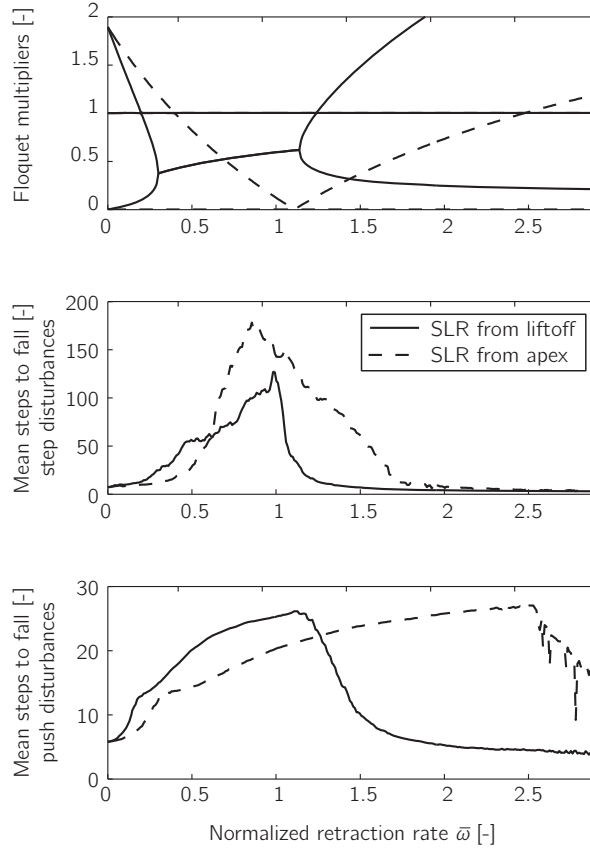 Floquet multipliers [-]
2
1.5
1
0.5
0
0 0.5 1 1.5 2 2.5
Mean steps to fall [-]
step disturbances
200
150
100
50
0
SLR from liftoff
SLR from apex
0 0.5 1 1.5 2 2.5
Mean steps to fall [-]
push disturbances
30
20
10
0
0 0.5 1 1.5 2 2.5
Normalized retraction rate ω̅ [-]